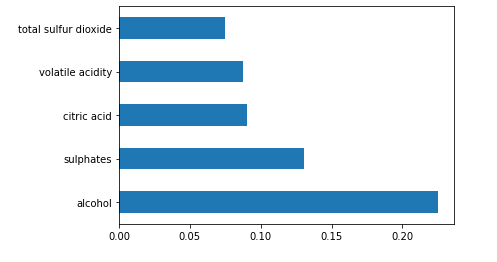 total sulfur dioxide
volatile acidity
citric acid
sulphates
alcohol
0.00 0.05 0.10 0.15 0.20